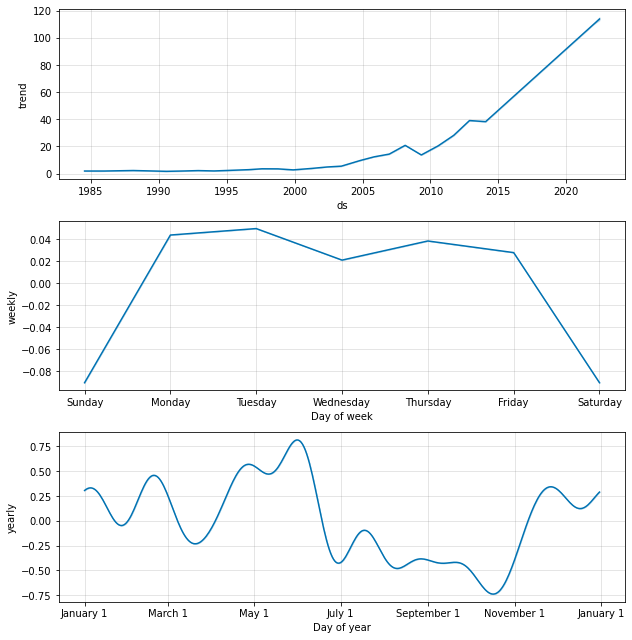 120
100
80
60
40
20
0
trend
1985 1990 1995 2000 2005 2010 2015 2020
ds
0.04
0.02
0.00
−0.02
−0.04
−0.06
−0.08
weekly
Sunday Monday Tuesday Wednesday Thursday Friday Saturday
Day of week
0.75
0.50
0.25
0.00
−0.25
−0.50
−0.75
yearly
January 1 March 1 May 1 July 1 September 1 November 1 January 1
Day of year